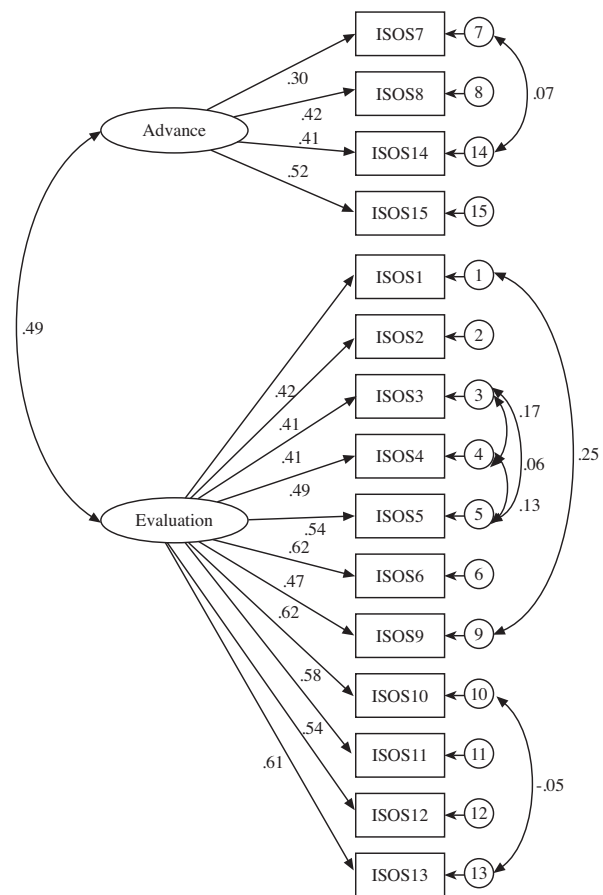 ISOS7
7
.30
.07
ISOS8
8
.42
Advance
.41
ISOS14
14
.52
ISOS15
15
ISOS1
1
.49
ISOS2
2
.42
ISOS3
3
.17
.41
.25
.41
ISOS4
4
.06
.49
.13
Evaluation
.54
ISOS5
5
.62
ISOS6
6
.47
ISOS9
9
.62
ISOS10
10
.58
.54
ISOS11
11
.61
-.05
ISOS12
12
ISOS13
13